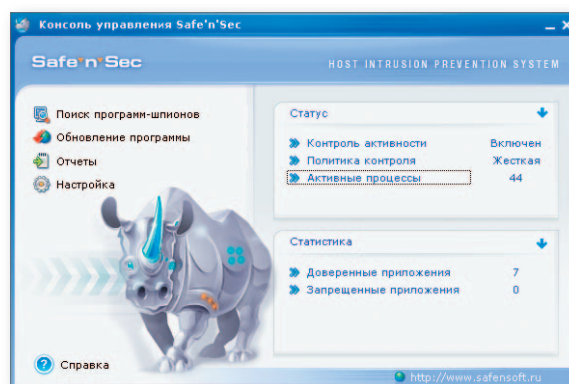 Консоль управления Safe'n'Sec
Safe'n'Sec
HOST INTRUSION PREVENTION SYSTEM
Поиск программ-шпионов
Обновление программы
Отчеты
Настройка
Справка
Статус
Контроль активности Включен
Политика контроля Жесткая
Активные процессы 44
Статистика
Доверенные приложения 7
Запрещенные приложения 0
http://www.safensoft.ru